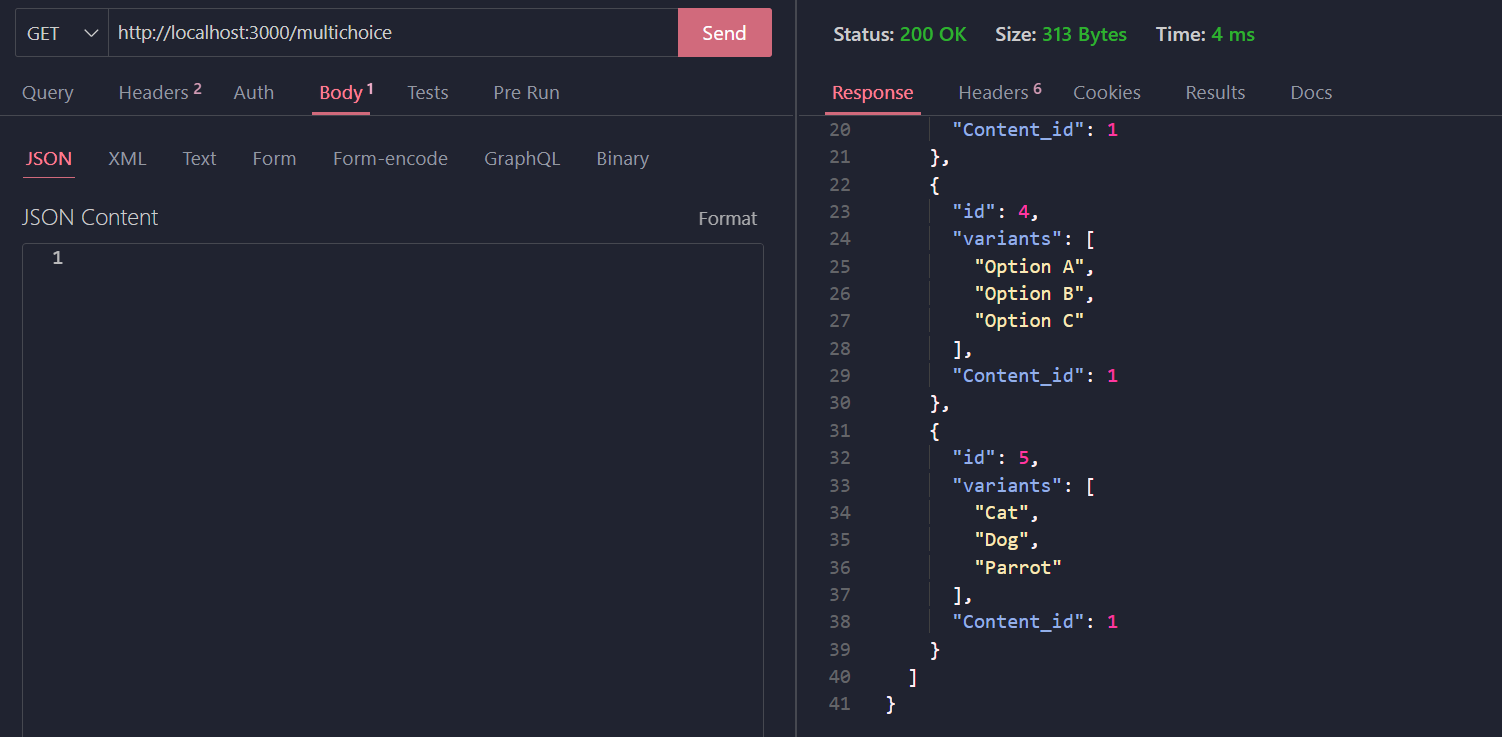 GET http://localhost:3000/multichoice Send
Query Headers 2 Auth Body 1 Tests Pre Run
JSON XML Text Form Form-encode GraphQL Binary
JSON Content Format
1
Status: 200 OK Size: 313 Bytes Time: 4 ms
Response Headers 6 Cookies Results Docs
20 "Content_id": 1
21 },
22 {
23 "id": 4,
24 "variants": [
25 "Option A",
26 "Option B",
27 "Option C"
28 ],
29 "Content_id": 1
30 },
31 {
32 "id": 5,
33 "variants": [
34 "Cat",
35 "Dog",
36 "Parrot"
37 ],
38 "Content_id": 1
39 }
40 ]
41 }